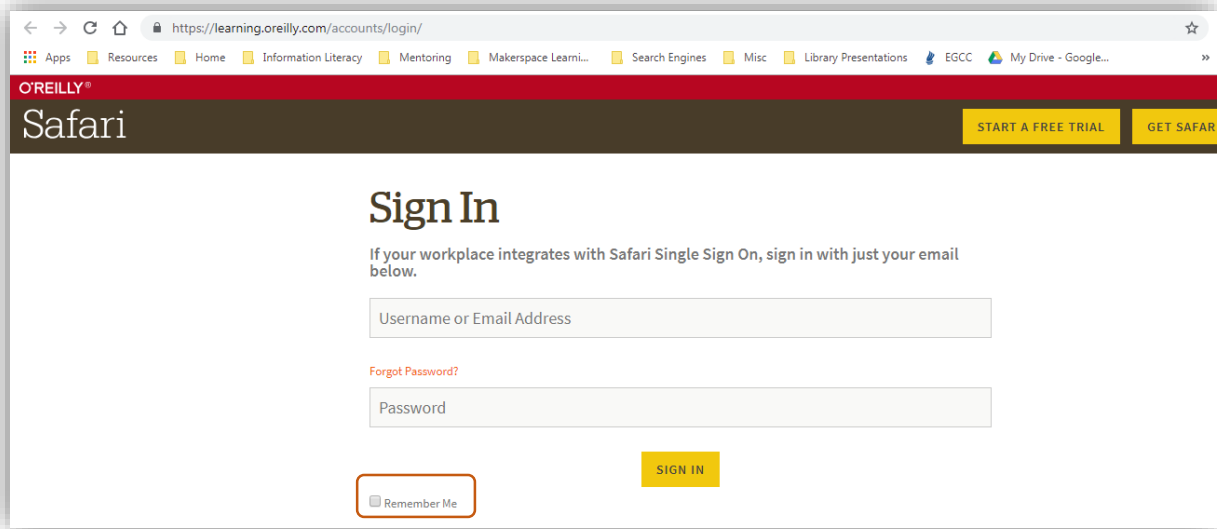 https://learning.oreilly.com/accounts/login/
Apps Resources Home Information Literacy Mentoring Makerspace Learni... Search Engines Misc Library Presentations EGCC My Drive - Google... »
O'REILLY®
Safari START A FREE TRIAL GET SAFAR
Sign In
If your workplace integrates with Safari Single Sign On, sign in with just your email
below.
Username or Email Address
Forgot Password?
Password
SIGN IN
Remember Me